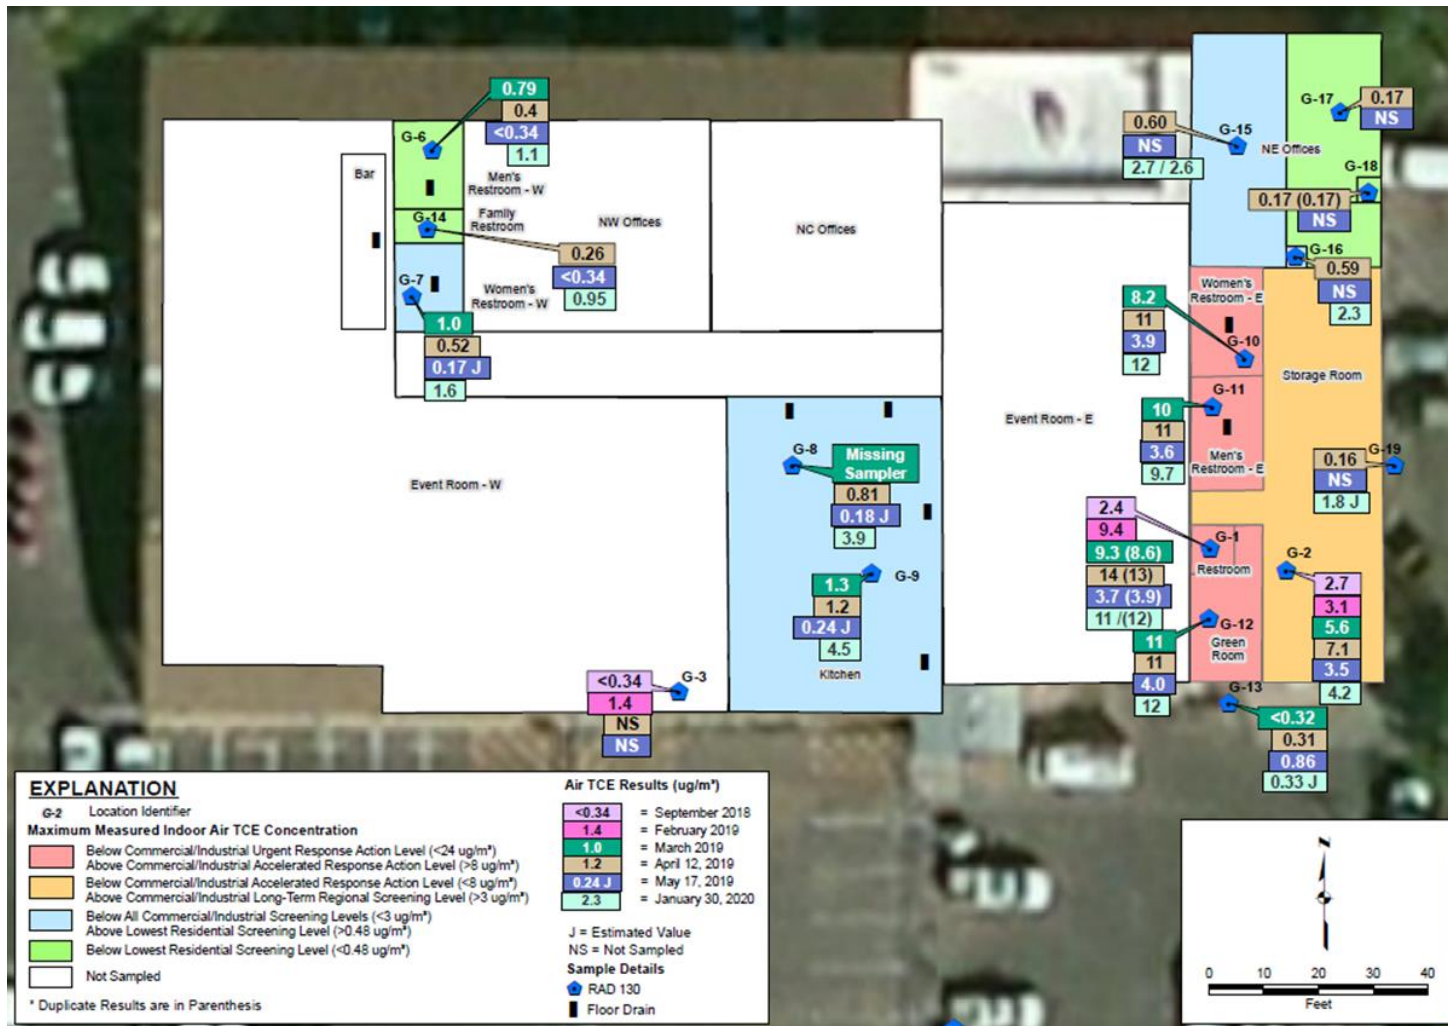 0.79
0.4
<0.34
1.1
G-6
Bar
Men's
Restroom - W
G-14
Family
Restroom
NW Offices
NC Offices
0.26
<0.34
0.95
G-7
Women's
Restroom - W
1.0
0.52
0.17 J
1.6
0.60
NS
2.7 / 2.6
G-15
NE Offices
G-17
0.17
NS
G-18
0.17 (0.17)
NS
G-16
0.59
NS
2.3
Women's
Restroom - E
8.2
11
3.9
12
G-10
Storage Room
G-11
10
11
3.6
9.7
Men's
Restroom - E
Event Room - E
Event Room - W
G-8
Missing
Sampler
0.81
0.18 J
3.9
0.16
NS
1.8 J
G-19
2.4
9.4
9.3 (8.6)
14 (13)
3.7 (3.9)
11 /(12)
G-1
Restroom
G-2
2.7
3.1
5.6
7.1
3.5
4.2
G-9
1.3
1.2
0.24 J
4.5
Kitchen
G-12
Green
Room
11
11
4.0
12
G-3
<0.34
1.4
NS
NS
G-13
<0.32
0.31
0.86
0.33 J
EXPLANATION
G-2 Location Identifier
Maximum Measured Indoor Air TCE Concentration
Below Commercial/Industrial Urgent Response Action Level (<24 ug/m³)
Above Commercial/Industrial Accelerated Response Action Level (>8 ug/m³)
Below Commercial/Industrial Accelerated Response Action Level (<8 ug/m³)
Above Commercial/Industrial Long-Term Regional Screening Level (>3 ug/m³)
Below All Commercial/Industrial Screening Levels (<3 ug/m³)
Above Lowest Residential Screening Level (>0.48 ug/m³)
Below Lowest Residential Screening Level (<0.48 ug/m³)
Not Sampled
* Duplicate Results are in Parenthesis
Air TCE Results (ug/m³)
<0.34 = September 2018
1.4 = February 2019
1.0 = March 2019
1.2 = April 12, 2019
0.24 J = May 17, 2019
2.3 = January 30, 2020
J = Estimated Value
NS = Not Sampled
Sample Details
RAD 130
Floor Drain
N
0 10 20 30 40
Feet